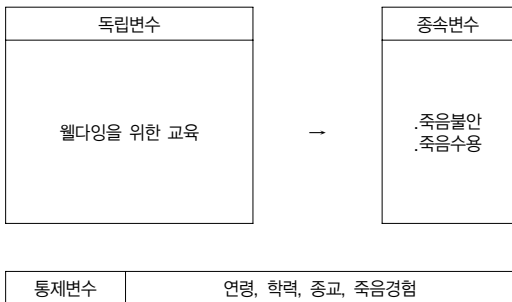 독립변수
종속변수
웰다잉을 위한 교육
→
.죽음불안
.죽음수용
통제변수
연령, 학력, 종교, 죽음경험